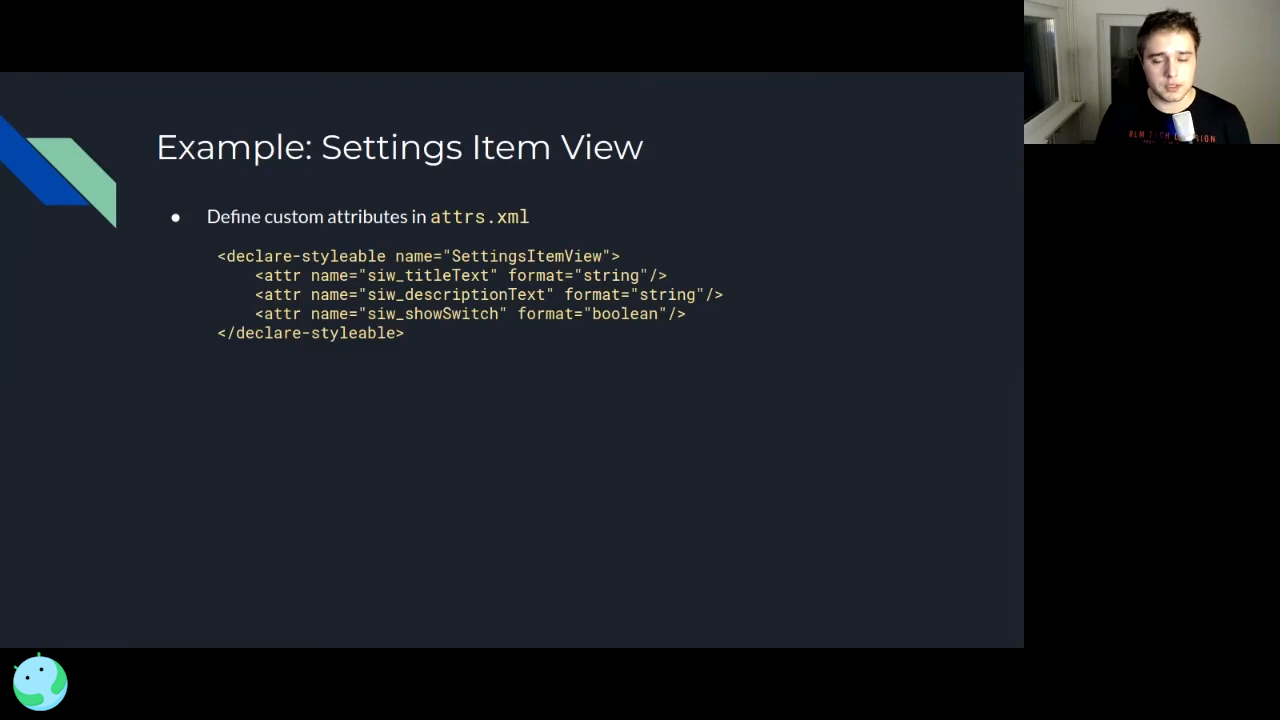 Example: Settings Item View
● Define custom attributes in attrs.xml
<declare-styleable name="SettingsItemView">
    <attr name="siw_titleText" format="string"/>
    <attr name="siw_descriptionText" format="string"/>
    <attr name="siw_showSwitch" format="boolean"/>
</declare-styleable>